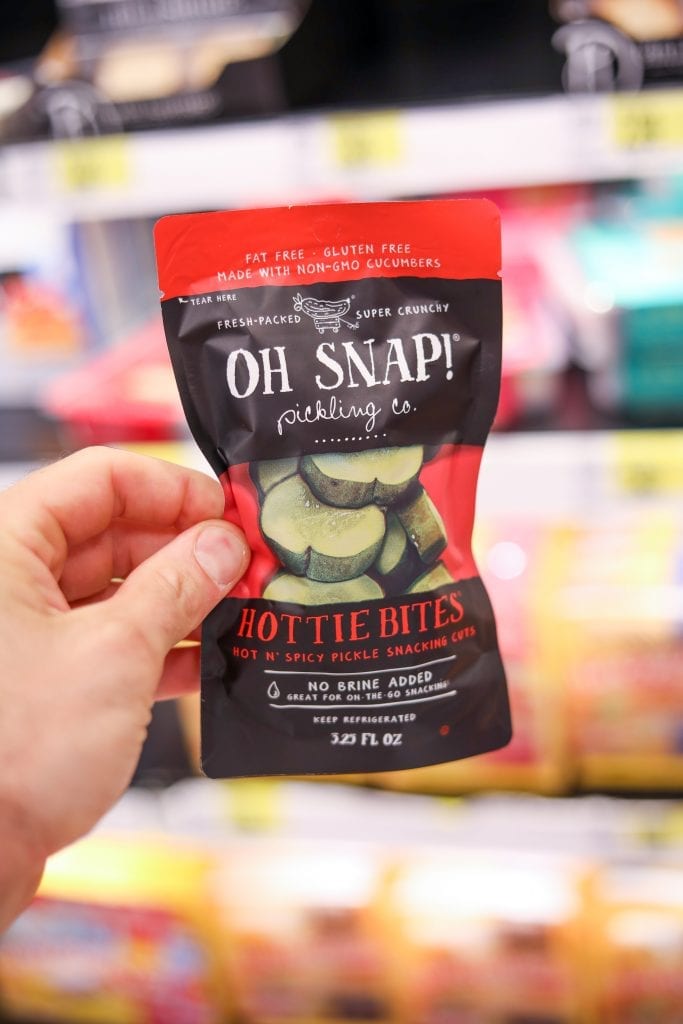 FAT FREE · GLUTEN FREE
MADE WITH NON-GMO CUCUMBERS
TEAR HERE
FRESH-PACKED SUPER CRUNCHY
OH SNAP!®
pickling co.
HOTTIE BITES®
HOT N' SPICY PICKLE SNACKING CUTS
NO BRINE ADDED
GREAT FOR ON-THE-GO SNACKING!
KEEP REFRIGERATED
3.25 FL OZ